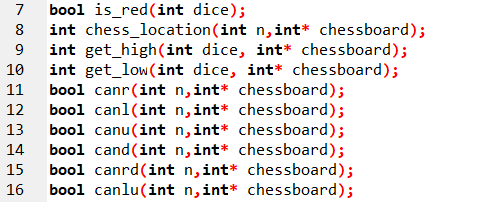 7 bool is_red(int dice);
8 int chess_location(int n,int* chessboard);
9 int get_high(int dice, int* chessboard);
10 int get_low(int dice, int* chessboard);
11 bool canr(int n,int* chessboard);
12 bool canl(int n,int* chessboard);
13 bool canu(int n,int* chessboard);
14 bool cand(int n,int* chessboard);
15 bool canrd(int n,int* chessboard);
16 bool canlu(int n,int* chessboard);